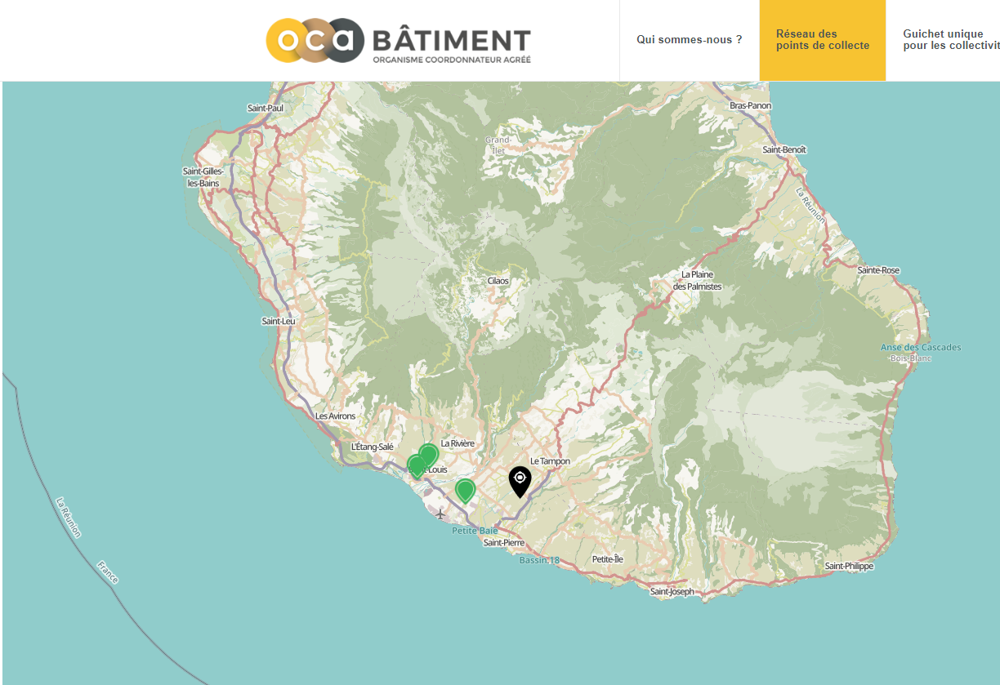 oca BÂTIMENT
ORGANISME COORDONNATEUR AGRÉÉ
Qui sommes-nous ?
Réseau des
points de collecte
Guichet unique
pour les collectivit
Saint-Paul
Bras-Panon
Grand-
Îlet
Saint-Benoît
Saint-Gilles-
les-Bains
La Réunion
Sainte-Rose
La Plaine
des Palmistes
Cilaos
Saint-Leu
Anse des Cascades
Bois-Blanc
Les Avirons
L'Étang-Salé
La Rivière
Le Tampon
t-Louis
La Réunion
Petite Baie
Saint-Pierre
Bassin 18
Petite-Île
Saint-Philippe
France
Saint-Joseph